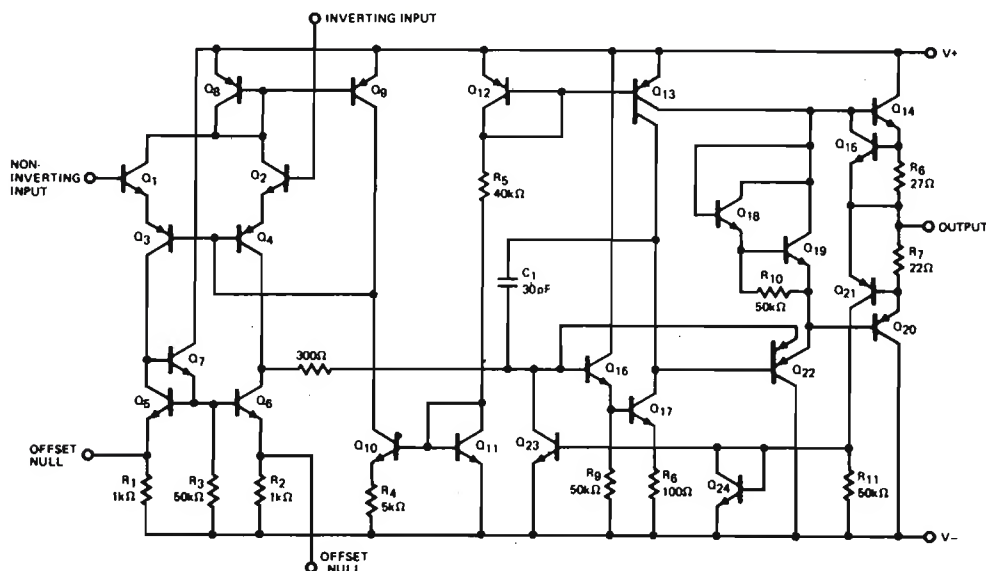 INVERTING INPUT
V+
Q8
Q9
Q12
Q13
Q14
Q15
NON-
INVERTING
INPUT
Q1
Q2
R5
40kΩ
R6
27Ω
Q3
Q4
Q18
OUTPUT
Q19
R7
22Ω
C1
30pF
R10
50kΩ
Q21
Q20
Q7
300Ω
Q16
Q22
Q5
Q6
Q17
OFFSET
NULL
Q10
Q11
Q23
R1
1kΩ
R3
50kΩ
R2
1kΩ
R4
5kΩ
R9
50kΩ
R6
100Ω
Q24
R11
50kΩ
V−
OFFSET
NULL